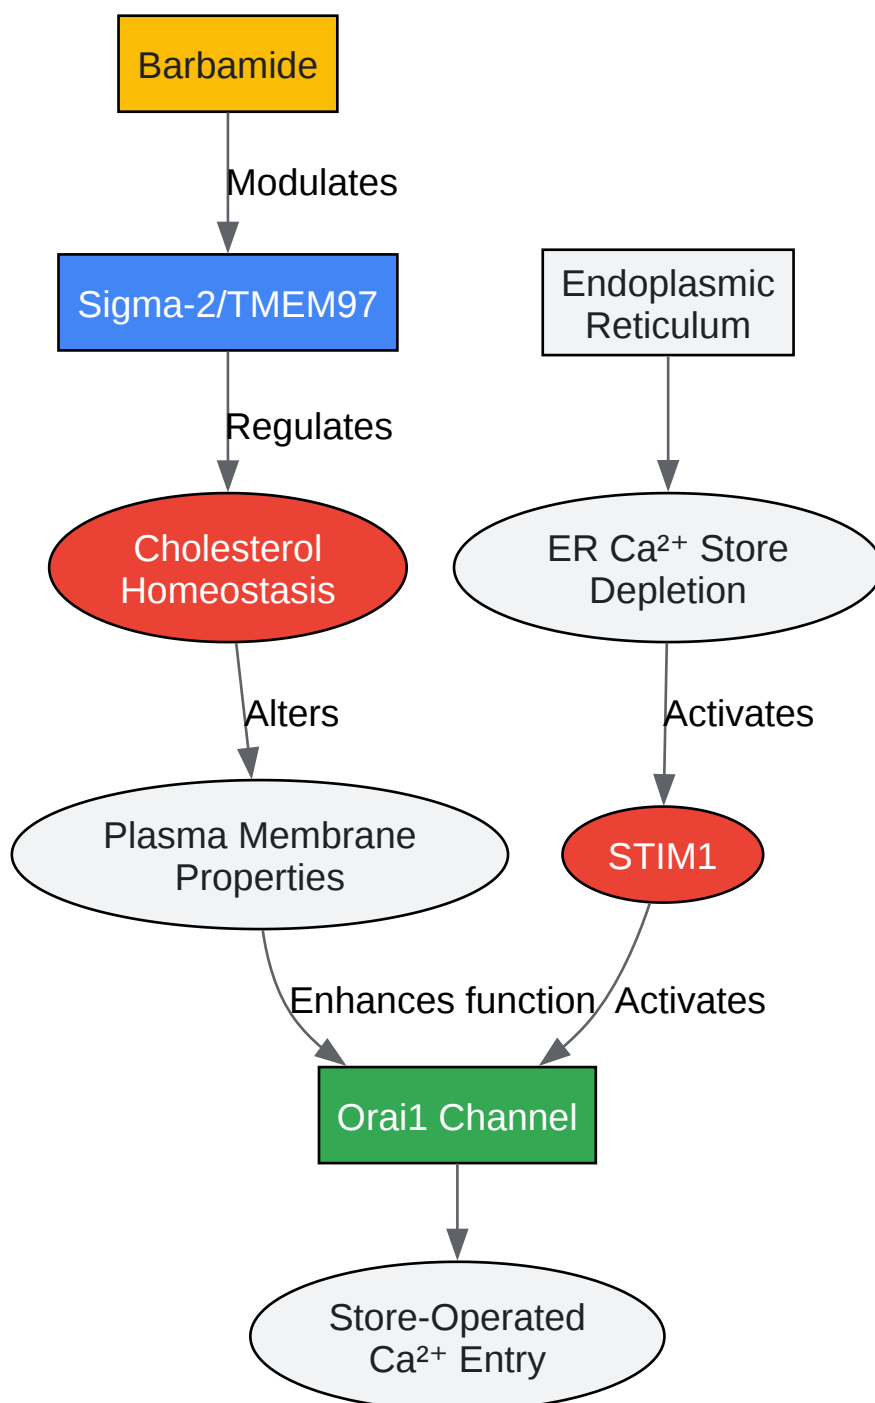 Barbamide
Modulates
Sigma-2/TMEM97
Endoplasmic
Reticulum
Regulates
Cholesterol
Homeostasis
ER Ca²⁺ Store
Depletion
Alters
Activates
Plasma Membrane
Properties
STIM1
Enhances function
Activates
Orai1 Channel
Store-Operated
Ca²⁺ Entry